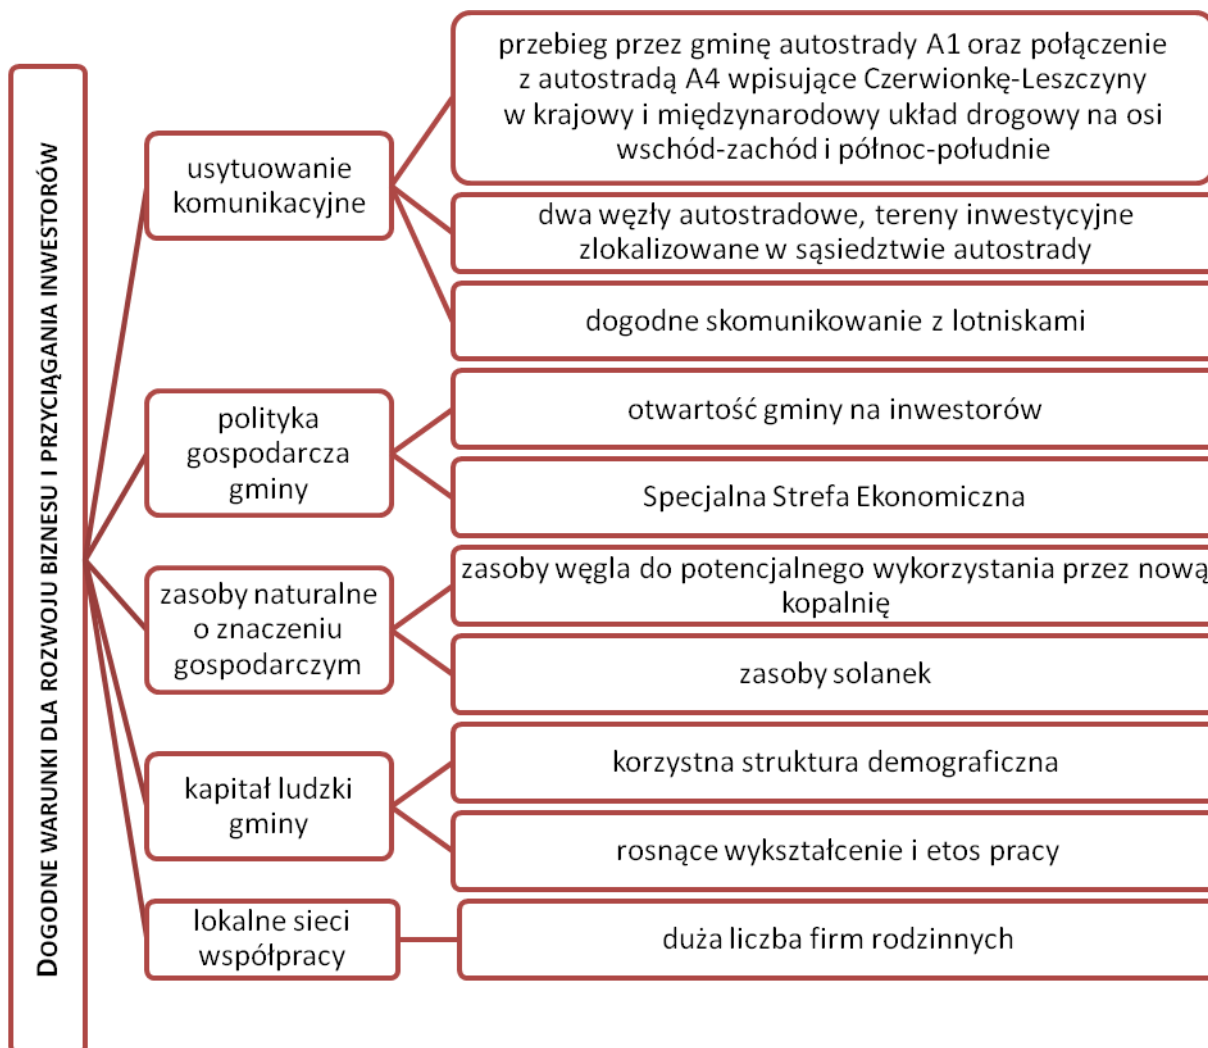 DOGODNE WARUNKI DLA ROZWOJU BIZNESU I PRZYCIĄGANIA INWESTORÓW
usytuowanie
komunikacyjne
przebieg przez gminę autostrady A1 oraz połączenie
z autostradą A4 wpisujące Czerwionkę-Leszczyny
w krajowy i międzynarodowy układ drogowy na osi
wschód-zachód i północ-południe
dwa węzły autostradowe, tereny inwestycyjne
zlokalizowane w sąsiedztwie autostrady
dogodne skomunikowanie z lotniskami
polityka
gospodarcza
gminy
otwartość gminy na inwestorów
Specjalna Strefa Ekonomiczna
zasoby naturalne
o znaczeniu
gospodarczym
zasoby węgla do potencjalnego wykorzystania przez nową
kopalnię
zasoby solanek
kapitał ludzki
gminy
korzystna struktura demograficzna
rosnące wykształcenie i etos pracy
lokalne sieci
współpracy
duża liczba firm rodzinnych